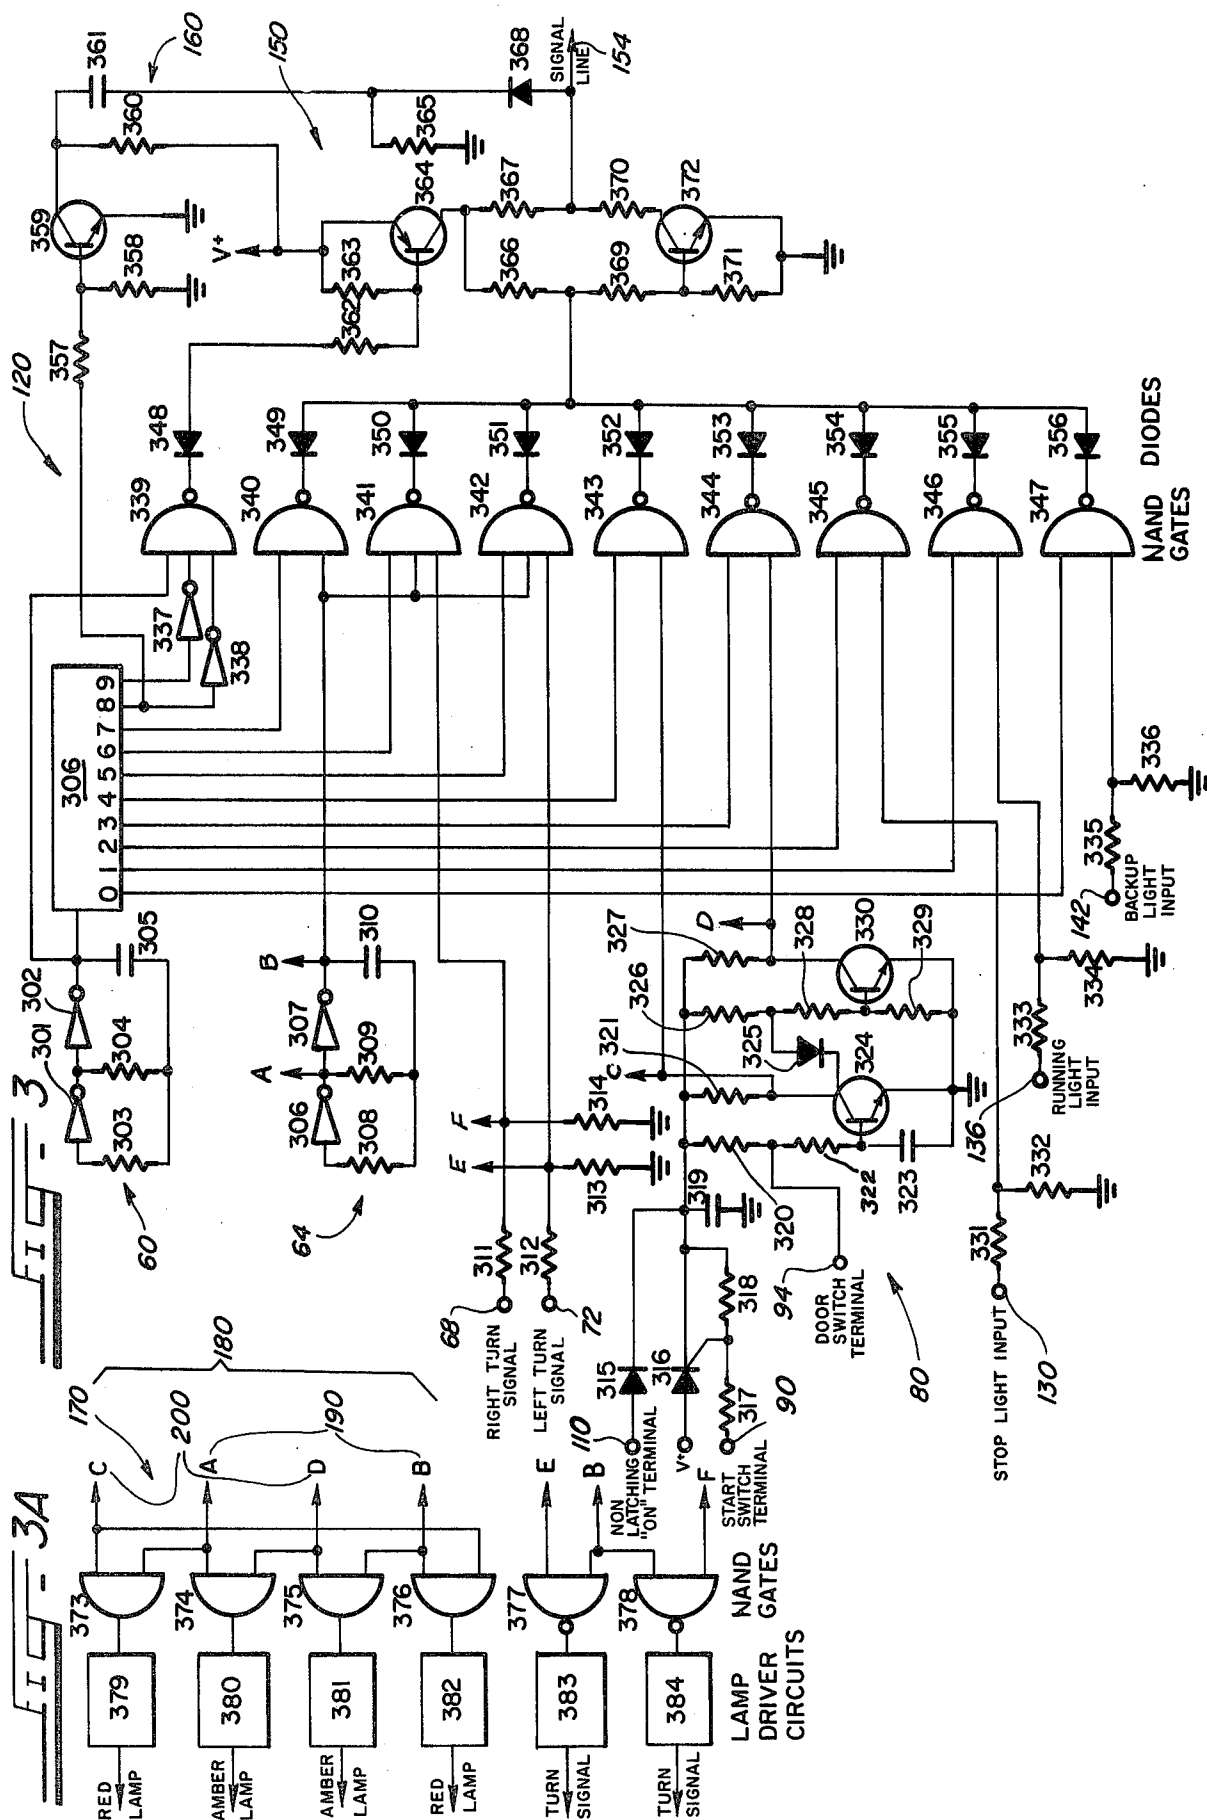 FIG-3A
170
180
C
200
A
190
D
B
373
374
375
376
377
378
E
B
F
379
380
381
382
383
384
RED
LAMP
AMBER
LAMP
AMBER
LAMP
RED
LAMP
TURN
SIGNAL
TURN
SIGNAL
LAMP
DRIVER
CIRCUITS
NAND
GATES
FIG-3
60
301
302
303
304
305
306
0 1 2 3 4 5 6 7 8 9
64
A
B
306
307
308
309
310
68
RIGHT TURN
SIGNAL
311
72
LEFT TURN
SIGNAL
312
E
F
313
314
110
NON
LATCHING
"ON" TERMINAL
315
V+
316
90
START
SWITCH
TERMINAL
317
318
319
94
DOOR
SWITCH
TERMINAL
80
320
321
322
323
324
325
326
327
328
329
330
C
D
130
STOP LIGHT INPUT
331
332
136
RUNNING
LIGHT
INPUT
333
334
142
BACKUP
LIGHT
INPUT
335
336
337
338
339
340
341
342
343
344
345
346
347
NAND
GATES
348
349
350
351
352
353
354
355
356
DIODES
120
357
358
359
360
361
160
150
V+
362
363
364
365
366
367
368
369
370
371
372
SIGNAL
LINE
154